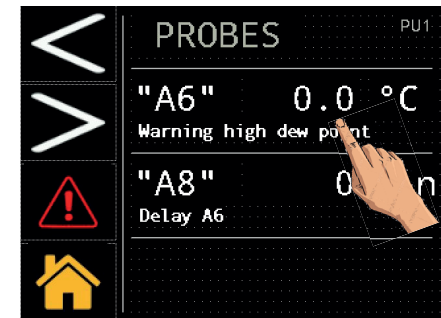 PROBES PU1
"A6" 0.0 °C
Warning high dew point
"A8" 0
Delay A6